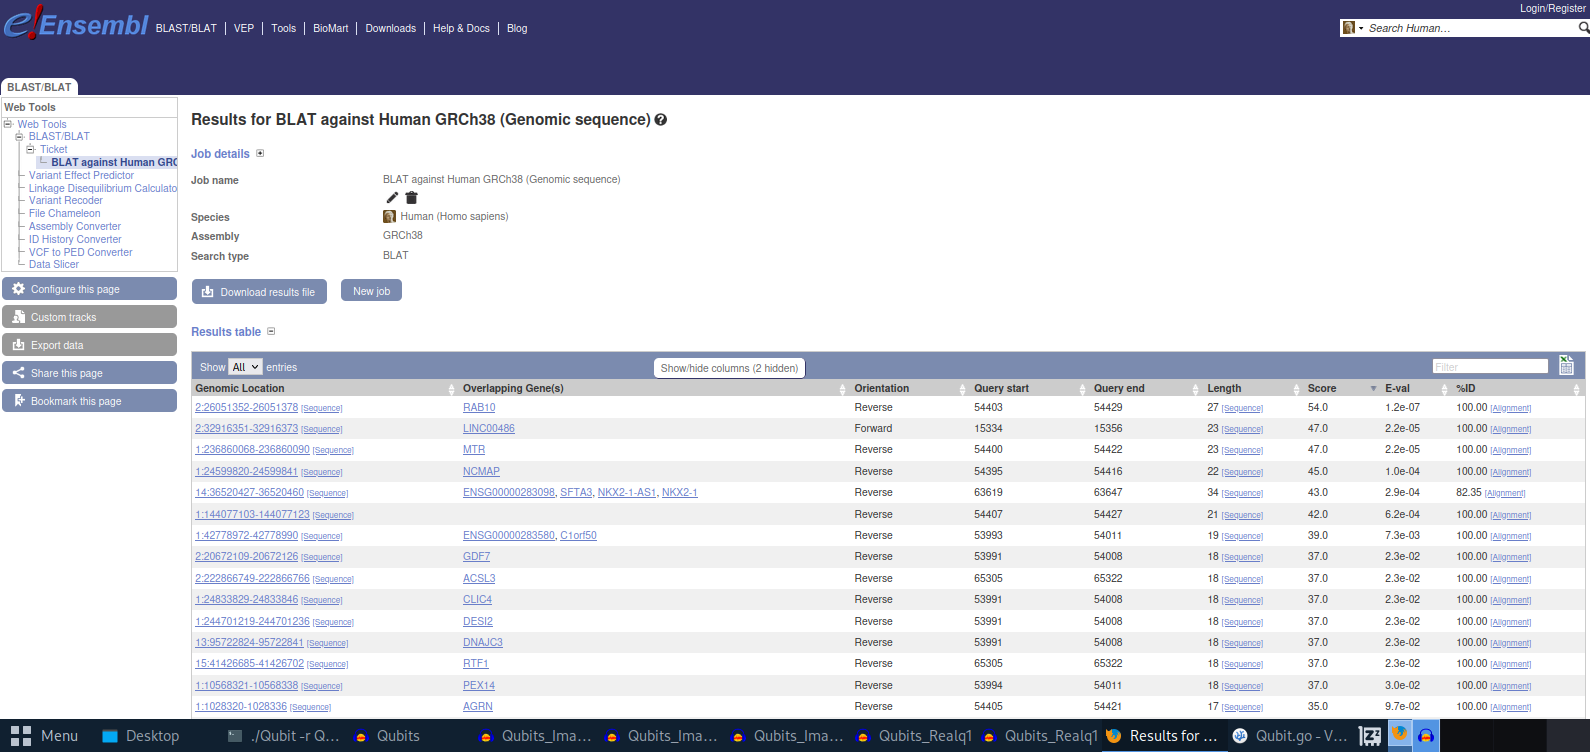 Login/Register
e!Ensembl BLAST/BLAT | VEP | Tools | BioMart | Downloads | Help & Docs | Blog
Search Human...
BLAST/BLAT
Web Tools
Web Tools
BLAST/BLAT
Ticket
BLAT against Human GRC
Variant Effect Predictor
Linkage Disequilibrium Calculato
Variant Recoder
File Chameleon
Assembly Converter
ID History Converter
VCF to PED Converter
Data Slicer
Configure this page
Custom tracks
Export data
Share this page
Bookmark this page
Results for BLAT against Human GRCh38 (Genomic sequence)
Job details
Job name BLAT against Human GRCh38 (Genomic sequence)
Species Human (Homo sapiens)
Assembly GRCh38
Search type BLAT
Download results file New job
Results table
Show All entries Show/hide columns (2 hidden) Filter
Genomic Location Overlapping Gene(s) Orientation Query start Query end Length Score E-val %ID
2:26051352-26051378 [Sequence] RAB10 Reverse 54403 54429 27 [Sequence] 54.0 1.2e-07 100.00 [Alignment]
2:32916351-32916373 [Sequence] LINC00486 Forward 15334 15356 23 [Sequence] 47.0 2.2e-05 100.00 [Alignment]
1:236860068-236860090 [Sequence] MTR Reverse 54400 54422 23 [Sequence] 47.0 2.2e-05 100.00 [Alignment]
1:24599820-24599841 [Sequence] NCMAP Reverse 54395 54416 22 [Sequence] 45.0 1.0e-04 100.00 [Alignment]
14:36520427-36520460 [Sequence] ENSG00000283098, SFTA3, NKX2-1-AS1, NKX2-1 Reverse 63619 63647 34 [Sequence] 43.0 2.9e-04 82.35 [Alignment]
1:144077103-144077123 [Sequence] Reverse 54407 54427 21 [Sequence] 42.0 6.2e-04 100.00 [Alignment]
1:42778972-42778990 [Sequence] ENSG00000283580, C1orf50 Reverse 53993 54011 19 [Sequence] 39.0 7.3e-03 100.00 [Alignment]
2:20672109-20672126 [Sequence] GDF7 Reverse 53991 54008 18 [Sequence] 37.0 2.3e-02 100.00 [Alignment]
2:222866749-222866766 [Sequence] ACSL3 Reverse 65305 65322 18 [Sequence] 37.0 2.3e-02 100.00 [Alignment]
1:24833829-24833846 [Sequence] CLIC4 Reverse 53991 54008 18 [Sequence] 37.0 2.3e-02 100.00 [Alignment]
1:244701219-244701236 [Sequence] DESI2 Reverse 53991 54008 18 [Sequence] 37.0 2.3e-02 100.00 [Alignment]
13:95722824-95722841 [Sequence] DNAJC3 Reverse 53991 54008 18 [Sequence] 37.0 2.3e-02 100.00 [Alignment]
15:41426685-41426702 [Sequence] RTF1 Reverse 65305 65322 18 [Sequence] 37.0 2.3e-02 100.00 [Alignment]
1:10568321-10568338 [Sequence] PEX14 Reverse 53994 54011 18 [Sequence] 37.0 3.0e-02 100.00 [Alignment]
1:1028320-1028336 [Sequence] AGRN Reverse 54405 54421 17 [Sequence] 35.0 9.7e-02 100.00 [Alignment]
Menu Desktop ./Qubit -r Q... Qubits Qubits_Ima... Qubits_Ima... Qubits_Ima... Qubits_Realq1 Qubits_Realq1 Results for ... Qubit.go - V...